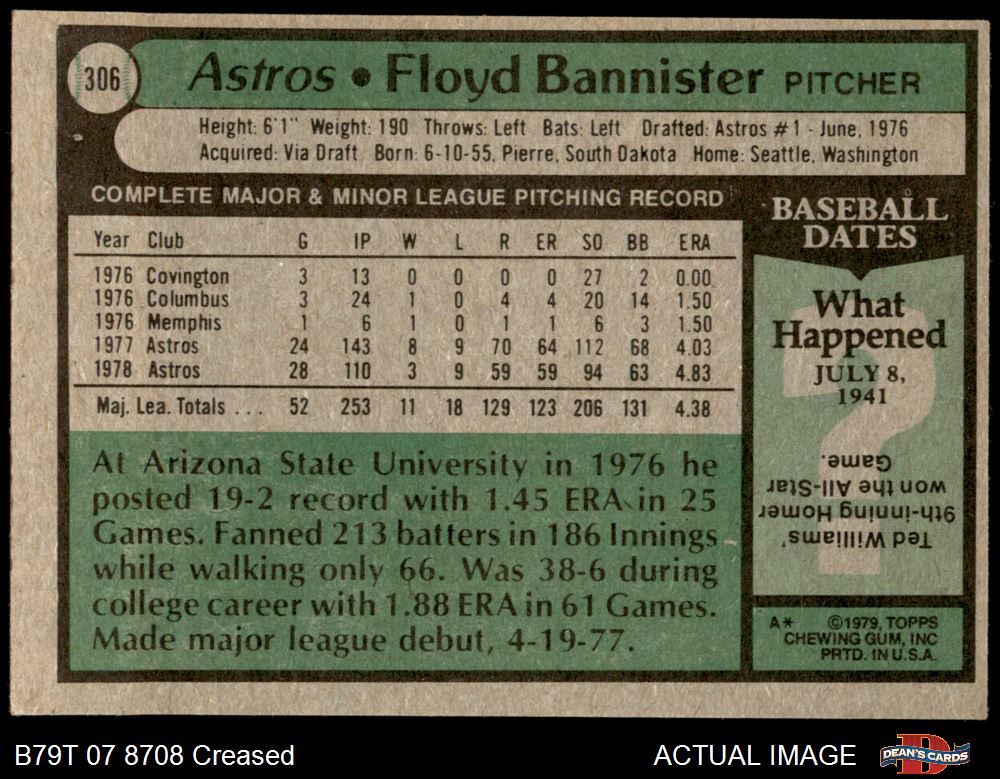 306
Astros • Floyd Bannister PITCHER
Height: 6'1" Weight: 190 Throws: Left Bats: Left Drafted: Astros #1 - June, 1976
Acquired: Via Draft Born: 6-10-55, Pierre, South Dakota Home: Seattle, Washington
COMPLETE MAJOR & MINOR LEAGUE PITCHING RECORD
Year Club G IP W L R ER SO BB ERA
1976 Covington 3 13 0 0 0 0 27 2 0.00
1976 Columbus 3 24 1 0 4 4 20 14 1.50
1976 Memphis 1 6 1 0 1 1 6 3 1.50
1977 Astros 24 143 8 9 70 64 112 68 4.03
1978 Astros 28 110 3 9 59 59 94 63 4.83
Maj. Lea. Totals . . . 52 253 11 18 129 123 206 131 4.38
At Arizona State University in 1976 he
posted 19-2 record with 1.45 ERA in 25
Games. Fanned 213 batters in 186 Innings
while walking only 66. Was 38-6 during
college career with 1.88 ERA in 61 Games.
Made major league debut, 4-19-77.
BASEBALL
DATES
What
Happened
JULY 8,
1941
Ted Williams'
9th-inning Homer
won the All-Star
Game.
A* ©1979, TOPPS
CHEWING GUM, INC
PRTD. IN U.S.A.
B79T 07 8708 Creased
ACTUAL IMAGE
DEAN'S CARDS